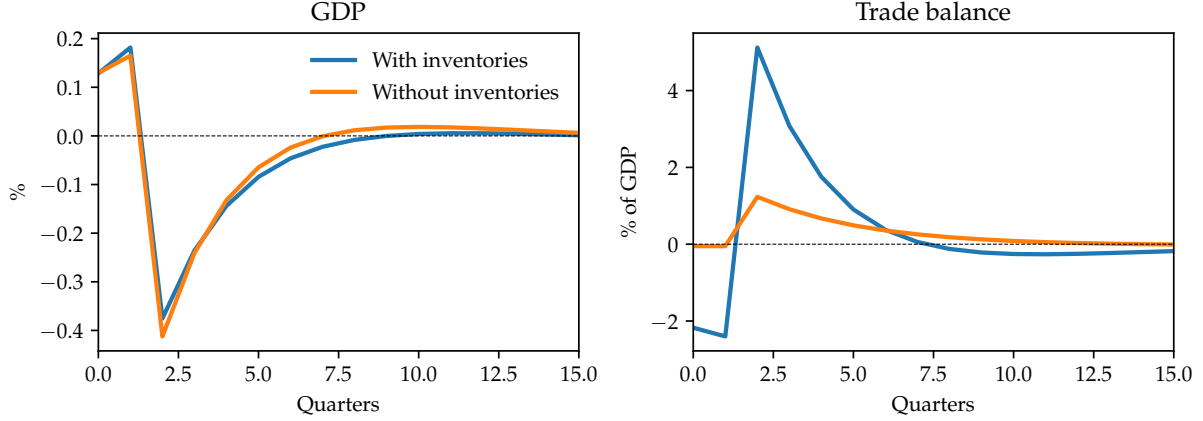 GDP
%
0.2
0.1
0.0
−0.1
−0.2
−0.3
−0.4
With inventories
Without inventories
0.0 2.5 5.0 7.5 10.0 12.5 15.0
Quarters
Trade balance
% of GDP
4
2
0
−2
0.0 2.5 5.0 7.5 10.0 12.5 15.0
Quarters